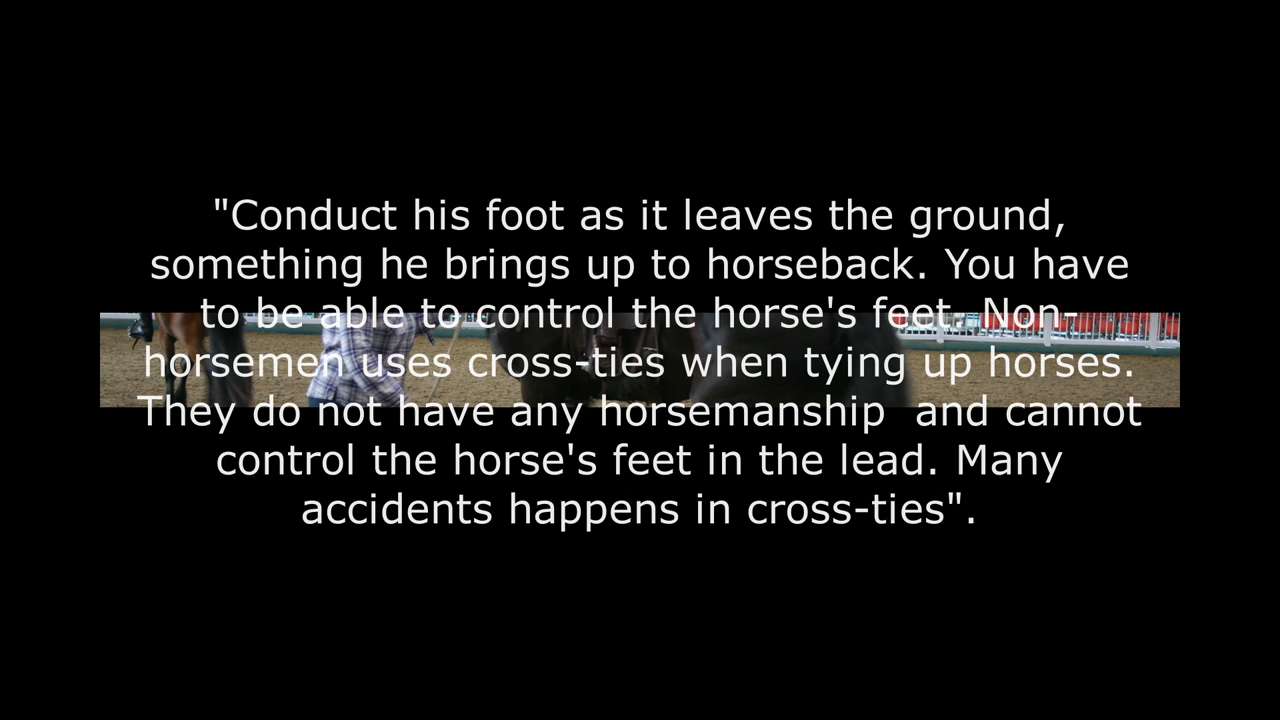 "Conduct his foot as it leaves the ground,
something he brings up to horseback. You have
to be able to control the horse's feet. Non-
horsemen uses cross-ties when tying up horses.
They do not have any horsemanship  and cannot
control the horse's feet in the lead. Many
accidents happens in cross-ties".